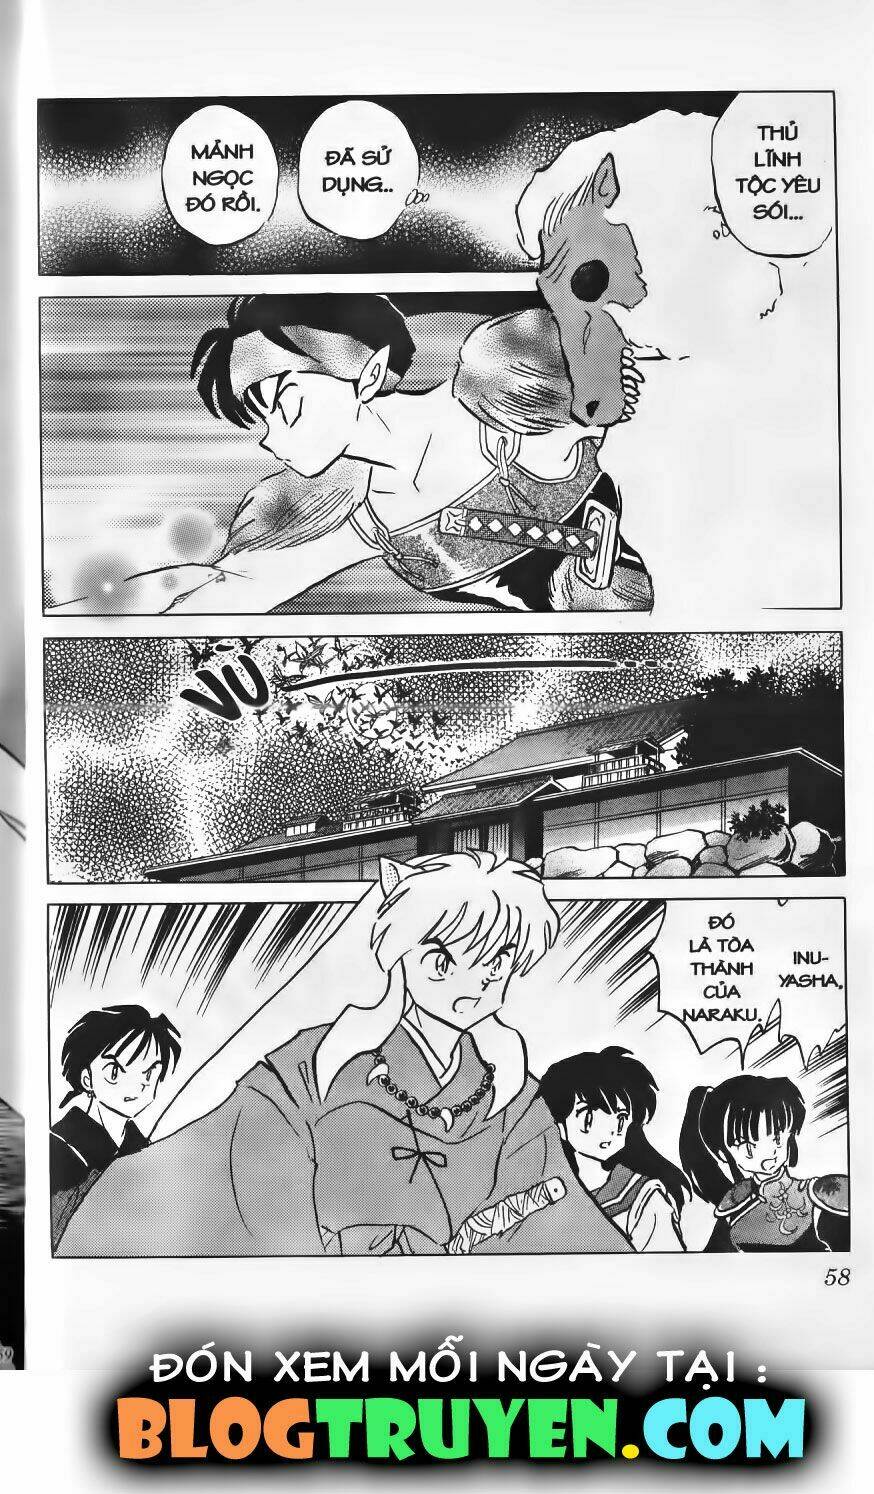 THỦ
LĨNH
TỘC YÊU
SÓI...
ĐÃ SỬ
DỤNG...
MẢNH
NGỌC
ĐÓ RỒI.
VÙ
INU-
YASHA,
ĐÓ
LÀ TÒA
THÀNH
CỦA
NARAKU.
58
59
ĐÓN XEM MỖI NGÀY TẠI :
BLOGTRUYEN.COM